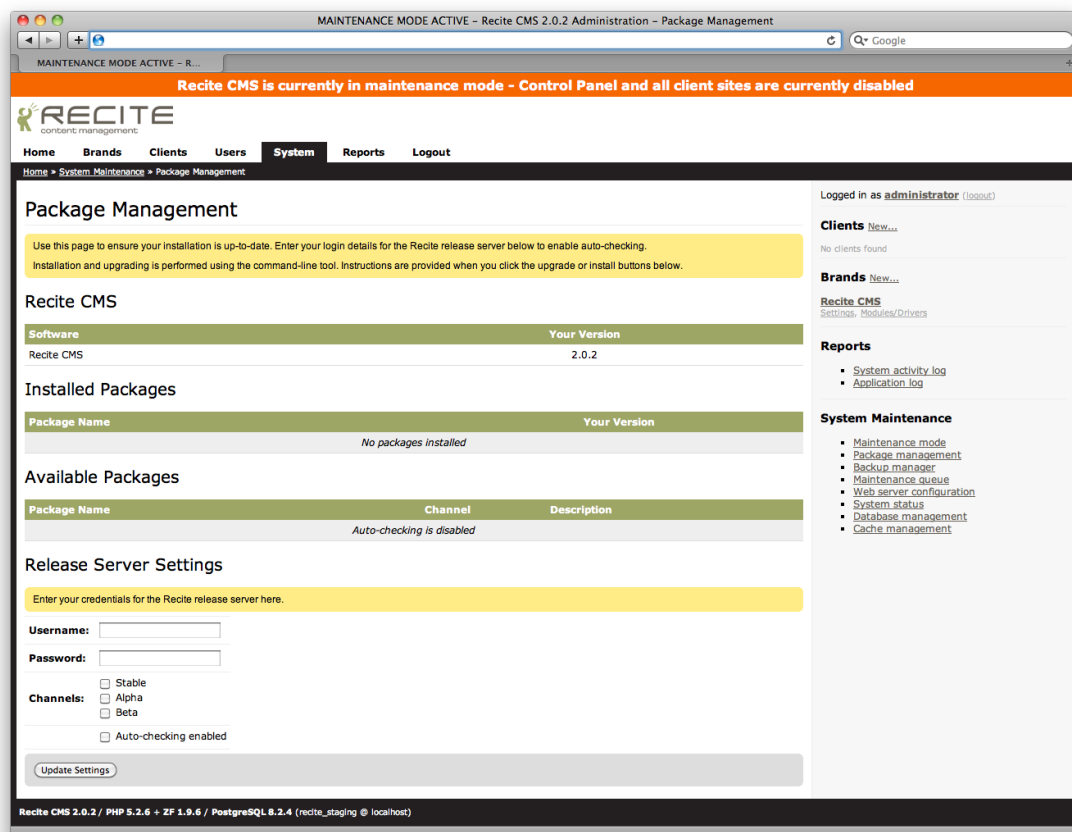 MAINTENANCE MODE ACTIVE – Recite CMS 2.0.2 Administration – Package Management
Google
MAINTENANCE MODE ACTIVE – R...
Recite CMS is currently in maintenance mode - Control Panel and all client sites are currently disabled
RECITE
content management
Home Brands Clients Users System Reports Logout
Home » System Maintenance » Package Management
Package Management
Use this page to ensure your installation is up-to-date. Enter your login details for the Recite release server below to enable auto-checking.
Installation and upgrading is performed using the command-line tool. Instructions are provided when you click the upgrade or install buttons below.
Recite CMS
Software Your Version
Recite CMS 2.0.2
Installed Packages
Package Name Your Version
No packages installed
Available Packages
Package Name Channel Description
Auto-checking is disabled
Release Server Settings
Enter your credentials for the Recite release server here.
Username:
Password:
Channels:
Stable
Alpha
Beta
Auto-checking enabled
Update Settings
Logged in as administrator (logout)
Clients New...
No clients found
Brands New...
Recite CMS
Settings, Modules/Drivers
Reports
System activity log
Application log
System Maintenance
Maintenance mode
Package management
Backup manager
Maintenance queue
Web server configuration
System status
Database management
Cache management
Recite CMS 2.0.2 / PHP 5.2.6 + ZF 1.9.6 / PostgreSQL 8.2.4 (recite_staging @ localhost)